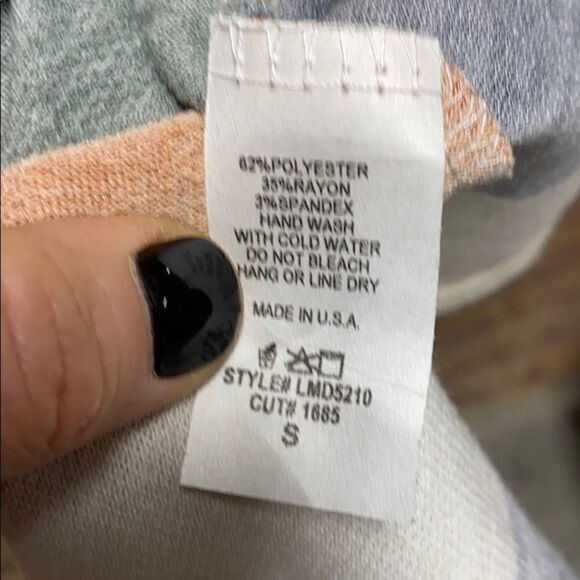 62%POLYESTER
35%RAYON
3%SPANDEX
HAND WASH
WITH COLD WATER
DO NOT BLEACH
HANG OR LINE DRY
MADE IN U.S.A.
STYLE# LMD5210
CUT# 1685
S